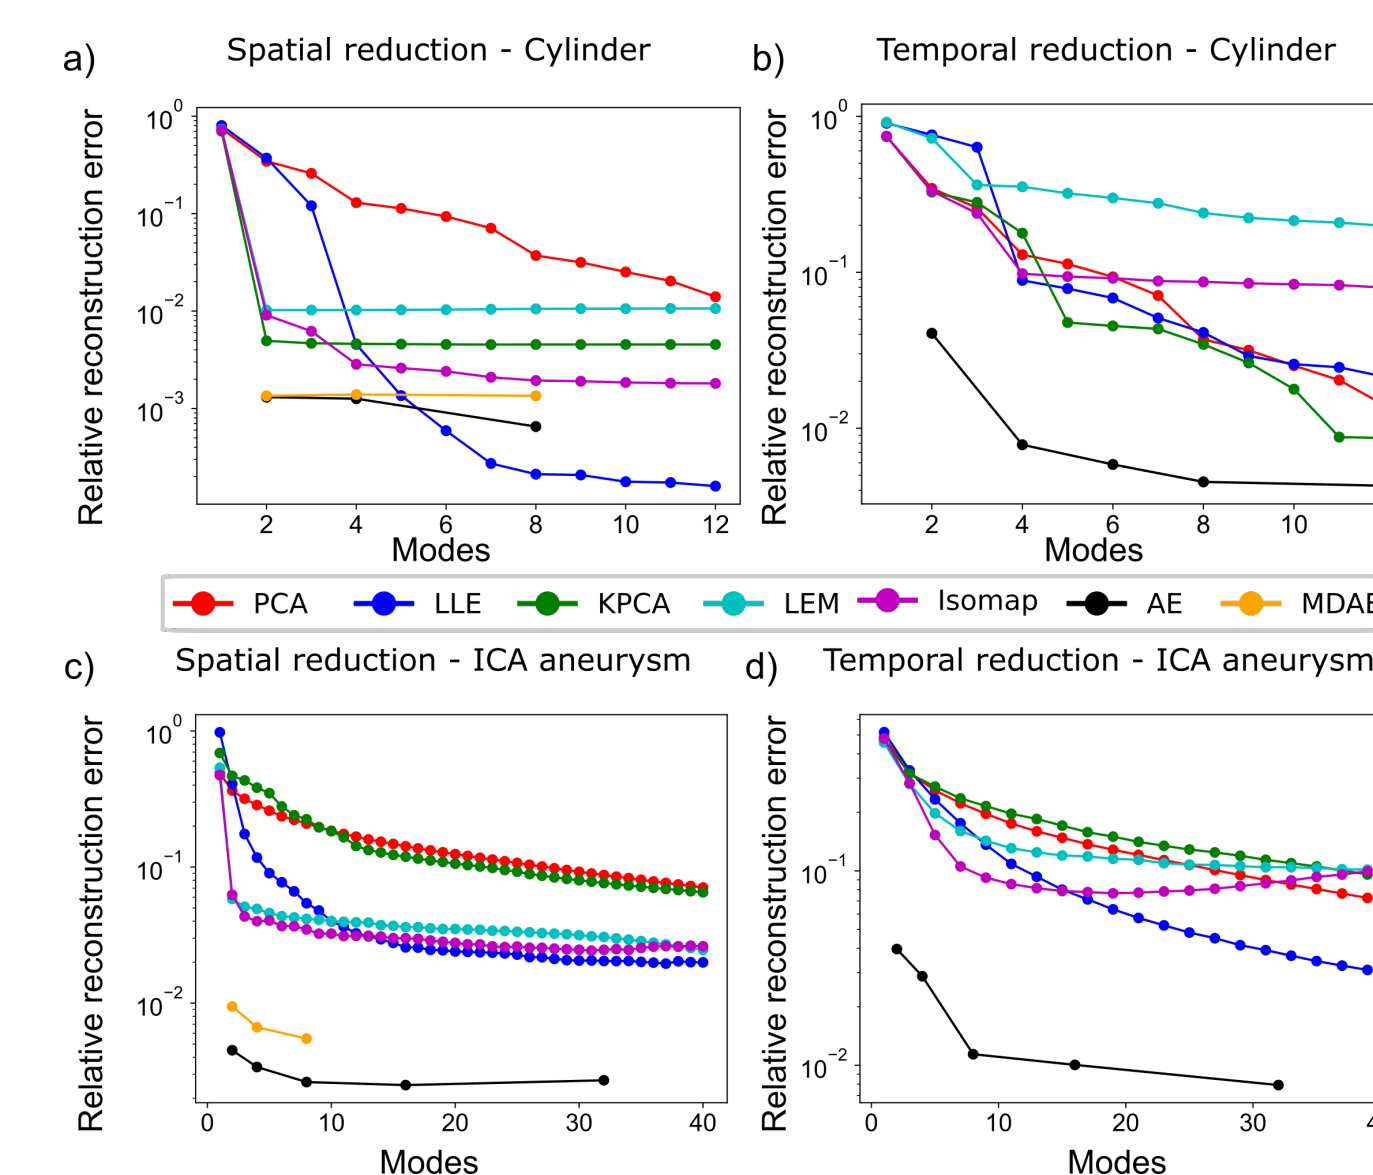 a) Spatial reduction - Cylinder
b) Temporal reduction - Cylinder
Relative reconstruction error
10^0
10^−1
10^−2
10^−3
2 4 6 8 10 12
Modes
Relative reconstruction error
10^0
10^−1
10^−2
2 4 6 8 10
Modes
PCA LLE KPCA LEM Isomap AE MDAE
c) Spatial reduction - ICA aneurysm
d) Temporal reduction - ICA aneurysm
Relative reconstruction error
10^0
10^−1
10^−2
0 10 20 30 40
Modes
Relative reconstruction error
10^−1
10^−2
0 10 20 30 4
Modes